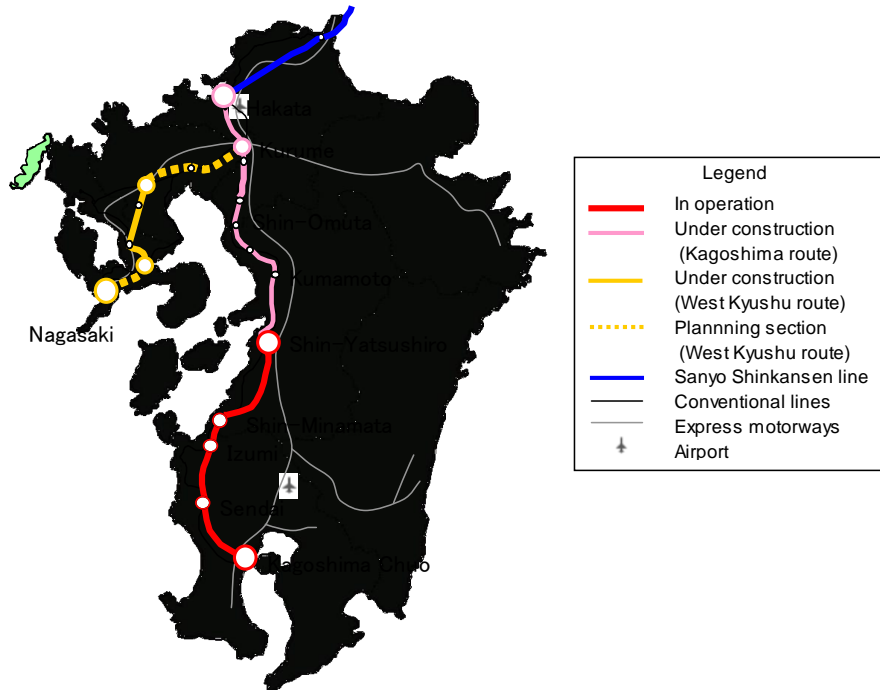 Hakata
Kurume
Shin-Omuta
Kumamoto
Nagasaki
Shin-Yatsushiro
Shin-Minamata
Izumi
Sendai
Kagoshima Chuo
Legend
In operation
Under construction
(Kagoshima route)
Under construction
(West Kyushu route)
Plannning section
(West Kyushu route)
Sanyo Shinkansen line
Conventional lines
Express motorways
Airport